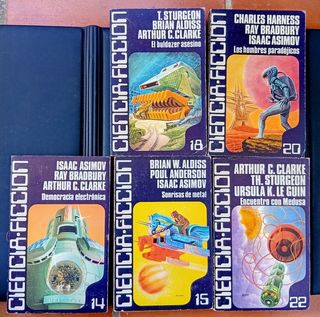 CIENCIA-FICCION
T. STURGEON
BRIAN ALDISS
ARTHUR C. CLARKE
El buldozer asesino
18
CIENCIA-FICCION
CHARLES HARNESS
RAY BRADBURY
ISAAC ASIMOV
Los hombres paradójicos
20
CIENCIA-FICCION
ISAAC ASIMOV
RAY BRADBURY
ARTHUR C. CLARKE
Democracia electrónica
14
CIENCIA-FICCION
BRIAN W. ALDISS
POUL ANDERSON
ISAAC ASIMOV
Sonrisas de metal
15
CIENCIA-FICCION
ARTHUR C. CLARKE
TH. STURGEON
URSULA K. LE GUIN
Encuentro con Medusa
22